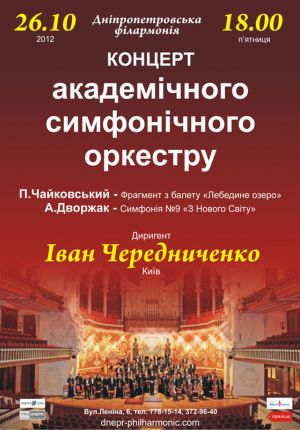 26.10
2012
Дніпропетровська
філармонія
18.00
п'ятниця
КОНЦЕРТ
академічного
симфонічного
оркестру
П.Чайковський - Фрагмент з балету «Лебедине озеро»
А.Дворжак - Симфонія №9 «З Нового Світу»
Диригент
Іван Чередниченко
Київ
Вул.Леніна, 6, тел. 778-15-14, 372-96-40
dnepr-philharmonic.com